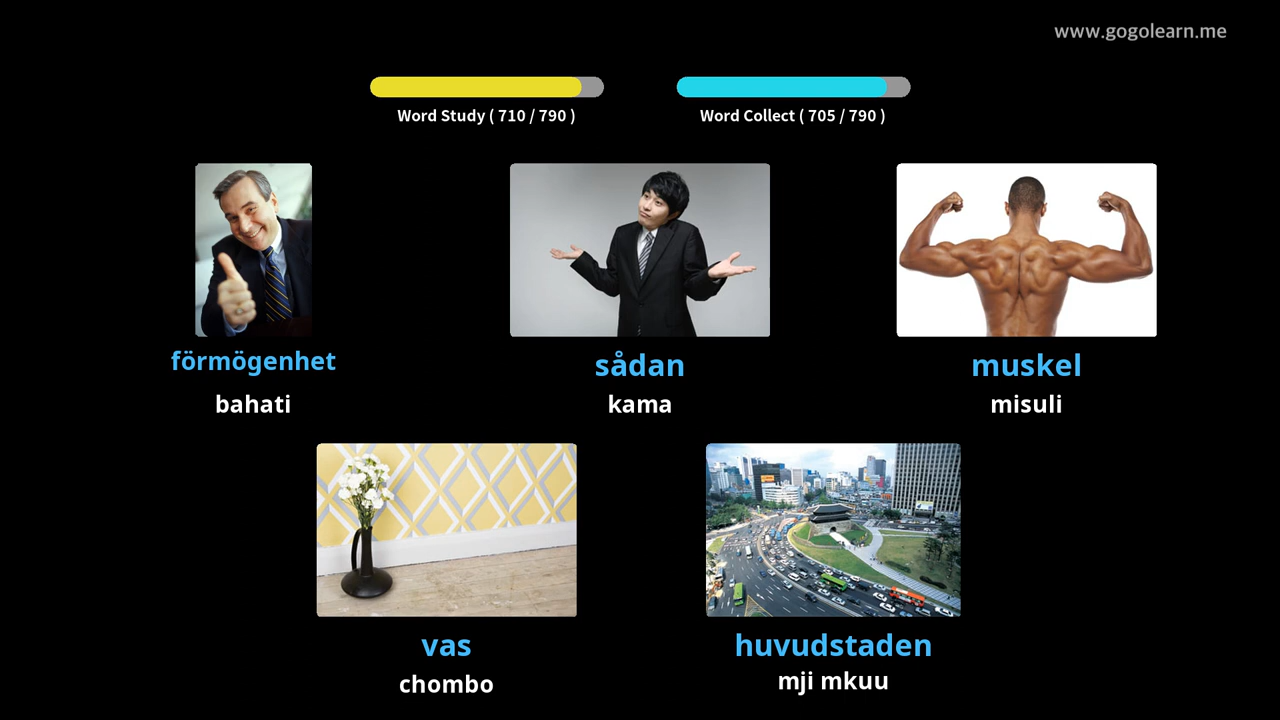 www.gogolearn.me
Word Study ( 710 / 790 )
Word Collect ( 705 / 790 )
förmögenhet
sådan
muskel
bahati
kama
misuli
vas
huvudstaden
chombo
mji mkuu